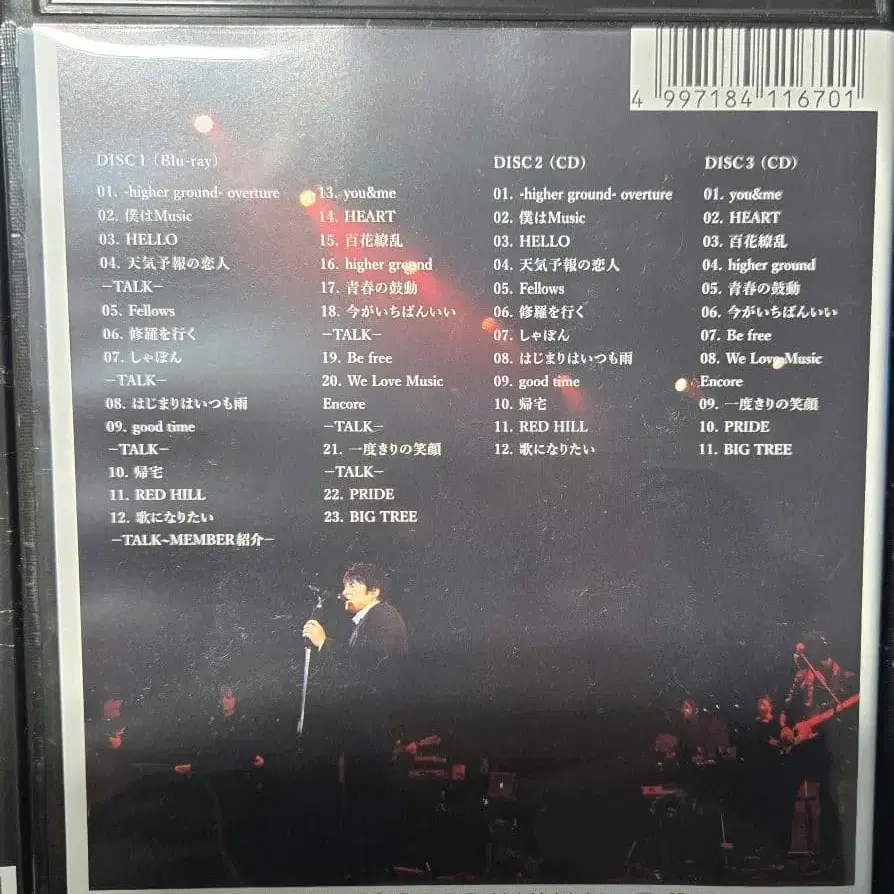 4 997184 116701
DISC 1 (Blu-ray)
01. -higher ground- overture
02. 僕はMusic
03. HELLO
04. 天気予報の恋人
−TALK−
05. Fellows
06. 修羅を行く
07. しゃぼん
−TALK−
08. はじまりはいつも雨
09. good time
−TALK−
10. 帰宅
11. RED HILL
12. 歌になりたい
−TALK~MEMBER紹介−
13. you&me
14. HEART
15. 百花繚乱
16. higher ground
17. 青春の鼓動
18. 今がいちばんいい
−TALK−
19. Be free
20. We Love Music
Encore
−TALK−
21. 一度きりの笑顔
−TALK−
22. PRIDE
23. BIG TREE
DISC 2 (CD)
01. -higher ground- overture
02. 僕はMusic
03. HELLO
04. 天気予報の恋人
05. Fellows
06. 修羅を行く
07. しゃぼん
08. はじまりはいつも雨
09. good time
10. 帰宅
11. RED HILL
12. 歌になりたい
DISC 3 (CD)
01. you&me
02. HEART
03. 百花繚乱
04. higher ground
05. 青春の鼓動
06. 今がいちばんいい
07. Be free
08. We Love Music
Encore
09. 一度きりの笑顔
10. PRIDE
11. BIG TREE